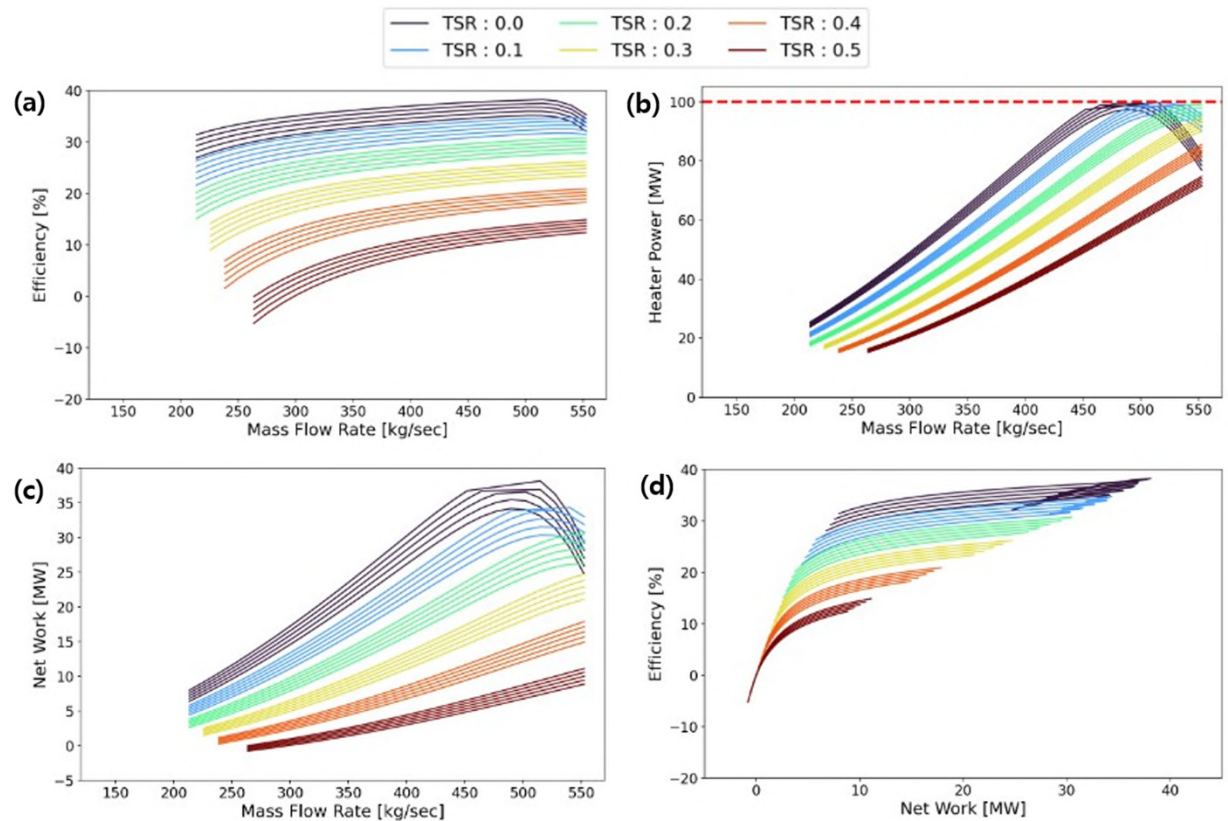 TSR : 0.0 TSR : 0.2 TSR : 0.4
TSR : 0.1 TSR : 0.3 TSR : 0.5
(a)
40
30
20
10
0
−10
−20
Efficiency [%]
150 200 250 300 350 400 450 500 550
Mass Flow Rate [kg/sec]
(b)
100
80
60
40
20
0
Heater Power [MW]
150 200 250 300 350 400 450 500 550
Mass Flow Rate [kg/sec]
(c)
40
35
30
25
20
15
10
5
0
−5
Net Work [MW]
150 200 250 300 350 400 450 500 550
Mass Flow Rate [kg/sec]
(d)
40
30
20
10
0
−10
−20
Efficiency [%]
0 10 20 30 40
Net Work [MW]